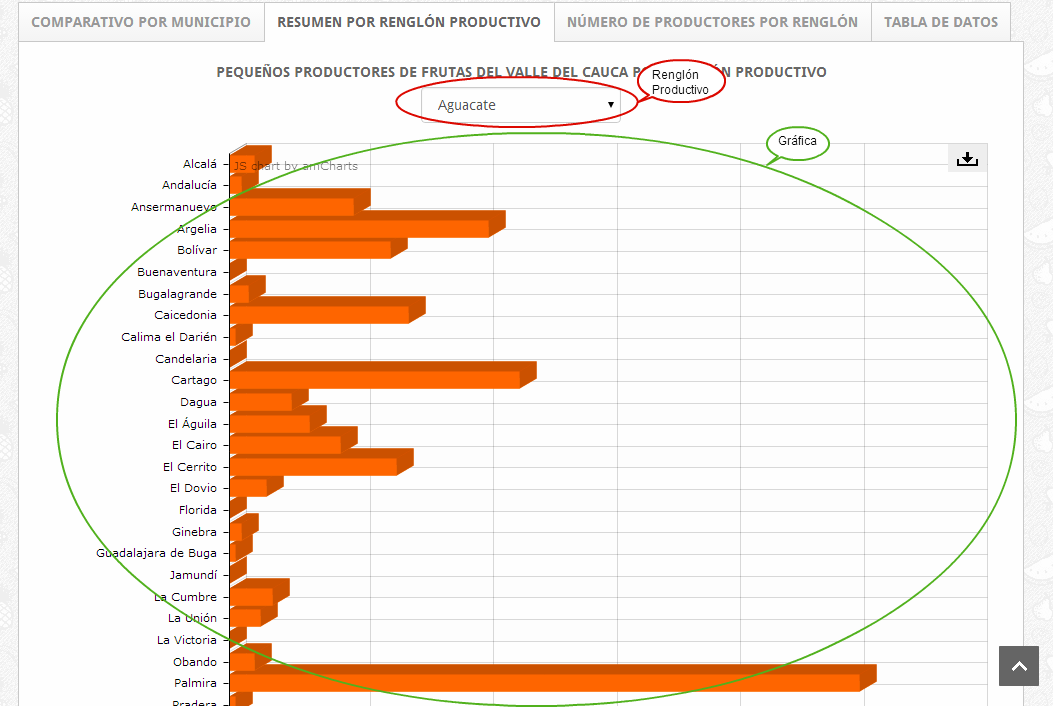 COMPARATIVO POR MUNICIPIO RESUMEN POR RENGLÓN PRODUCTIVO NÚMERO DE PRODUCTORES POR RENGLÓN TABLA DE DATOS
PEQUEÑOS PRODUCTORES DE FRUTAS DEL VALLE DEL CAUCA PRODUCTIVO
Renglón
Productivo
Aguacate
Gráfica
JS chart by amCharts
Alcalá
Andalucía
Ansermanuevo
Argelia
Bolívar
Buenaventura
Bugalagrande
Caicedonia
Calima el Darién
Candelaria
Cartago
Dagua
El Águila
El Cairo
El Cerrito
El Dovio
Florida
Ginebra
Guadalajara de Buga
Jamundí
La Cumbre
La Unión
La Victoria
Obando
Palmira
Pradera